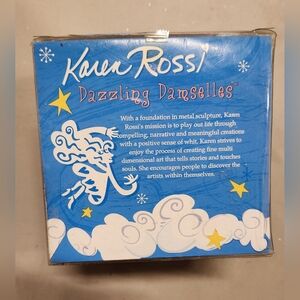 Karen Rossi
Dazzling Damselles
With a foundation in metal sculpture, Karen
Rossi's mission is to play out life through
compelling, narrative and meaningful creations
with a positive sense of whit. Karen strives to
enjoy the process of creating fine multi
dimensional art that tells stories and touches
souls. She encourages people to discover the
artists within themselves.